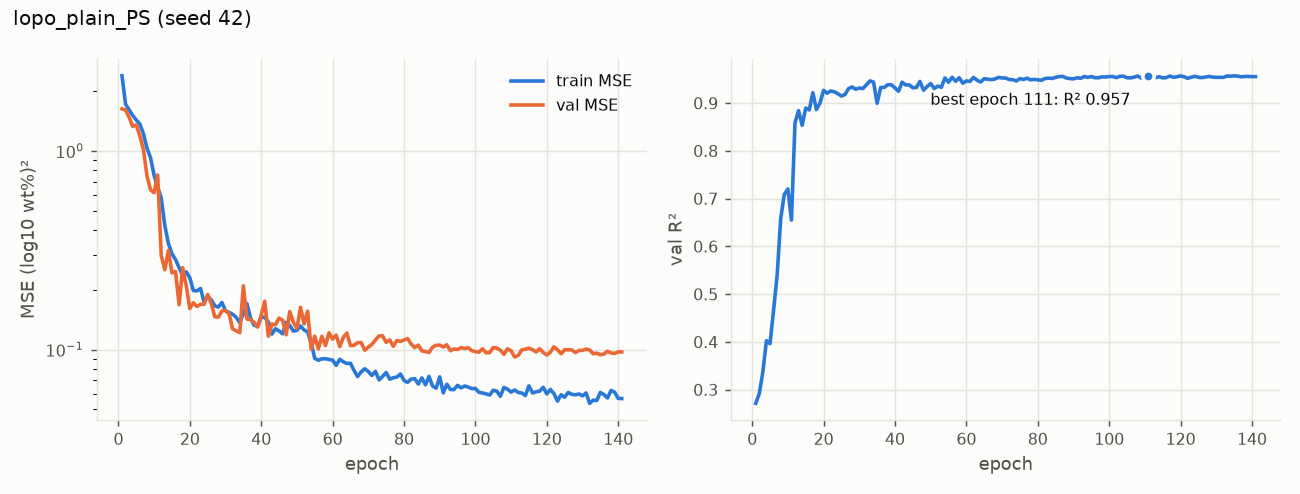 lopo_plain_PS (seed 42)
MSE (log10 wt%)²
10⁰
10⁻¹
train MSE
val MSE
0 20 40 60 80 100 120 140
epoch
val R²
0.9
0.8
0.7
0.6
0.5
0.4
0.3
best epoch 111: R² 0.957
0 20 40 60 80 100 120 140
epoch